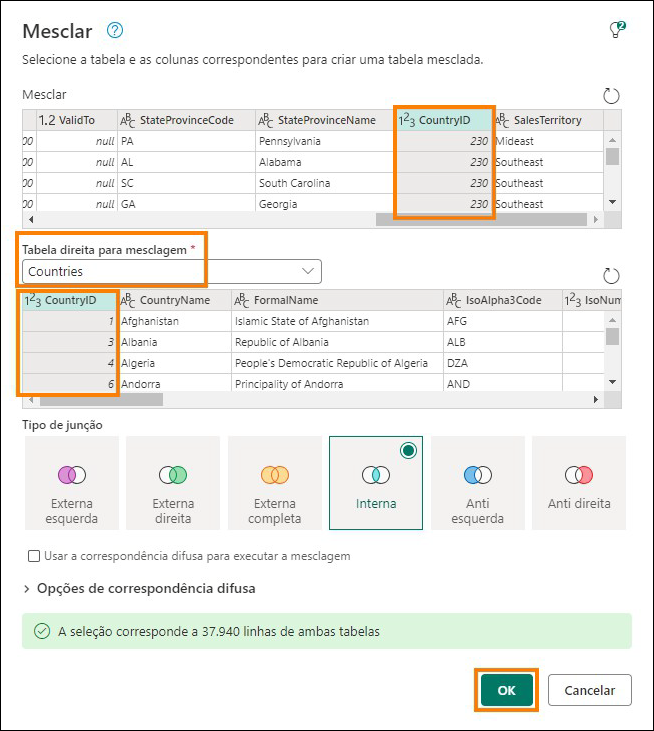 Mesclar
2
Selecione a tabela e as colunas correspondentes para criar uma tabela mesclada.
Mesclar
1.2 ValidTo ABC StateProvinceCode ABC StateProvinceName 123 CountryID ABC SalesTerritory
00 null PA Pennsylvania 230 Mideast
00 null AL Alabama 230 Southeast
00 null SC South Carolina 230 Southeast
00 null GA Georgia 230 Southeast
Tabela direita para mesclagem *
Countries
123 CountryID ABC CountryName ABC FormalName ABC IsoAlpha3Code 123 IsoNum
1 Afghanistan Islamic State of Afghanistan AFG
3 Albania Republic of Albania ALB
4 Algeria People's Democratic Republic of Algeria DZA
6 Andorra Principality of Andorra AND
Tipo de junção
Externa esquerda
Externa direita
Externa completa
Interna
Anti esquerda
Anti direita
Usar a correspondência difusa para executar a mesclagem
Opções de correspondência difusa
A seleção corresponde a 37.940 linhas de ambas tabelas
OK Cancelar